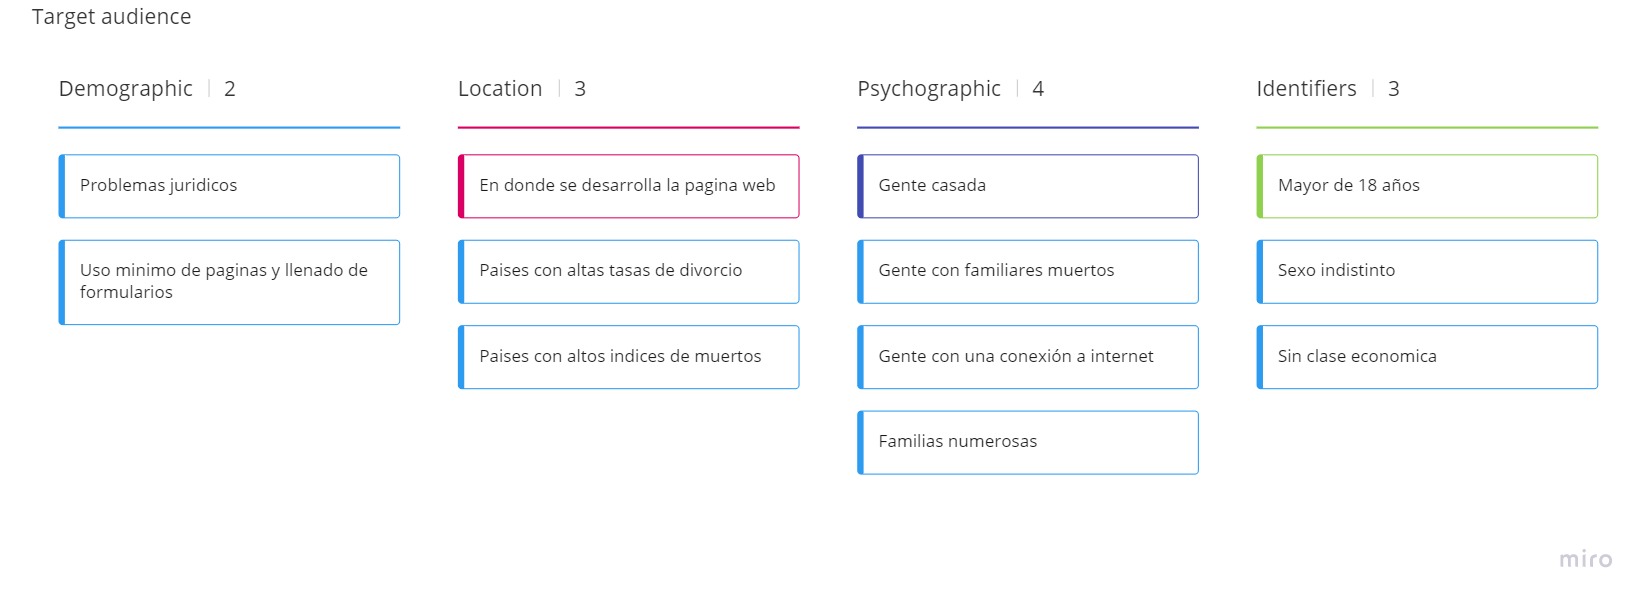 Target audience
Demographic | 2
Problemas juridicos
Uso minimo de paginas y llenado de
formularios
Location | 3
En donde se desarrolla la pagina web
Paises con altas tasas de divorcio
Paises con altos indices de muertos
Psychographic | 4
Gente casada
Gente con familiares muertos
Gente con una conexión a internet
Familias numerosas
Identifiers | 3
Mayor de 18 años
Sexo indistinto
Sin clase economica
miro